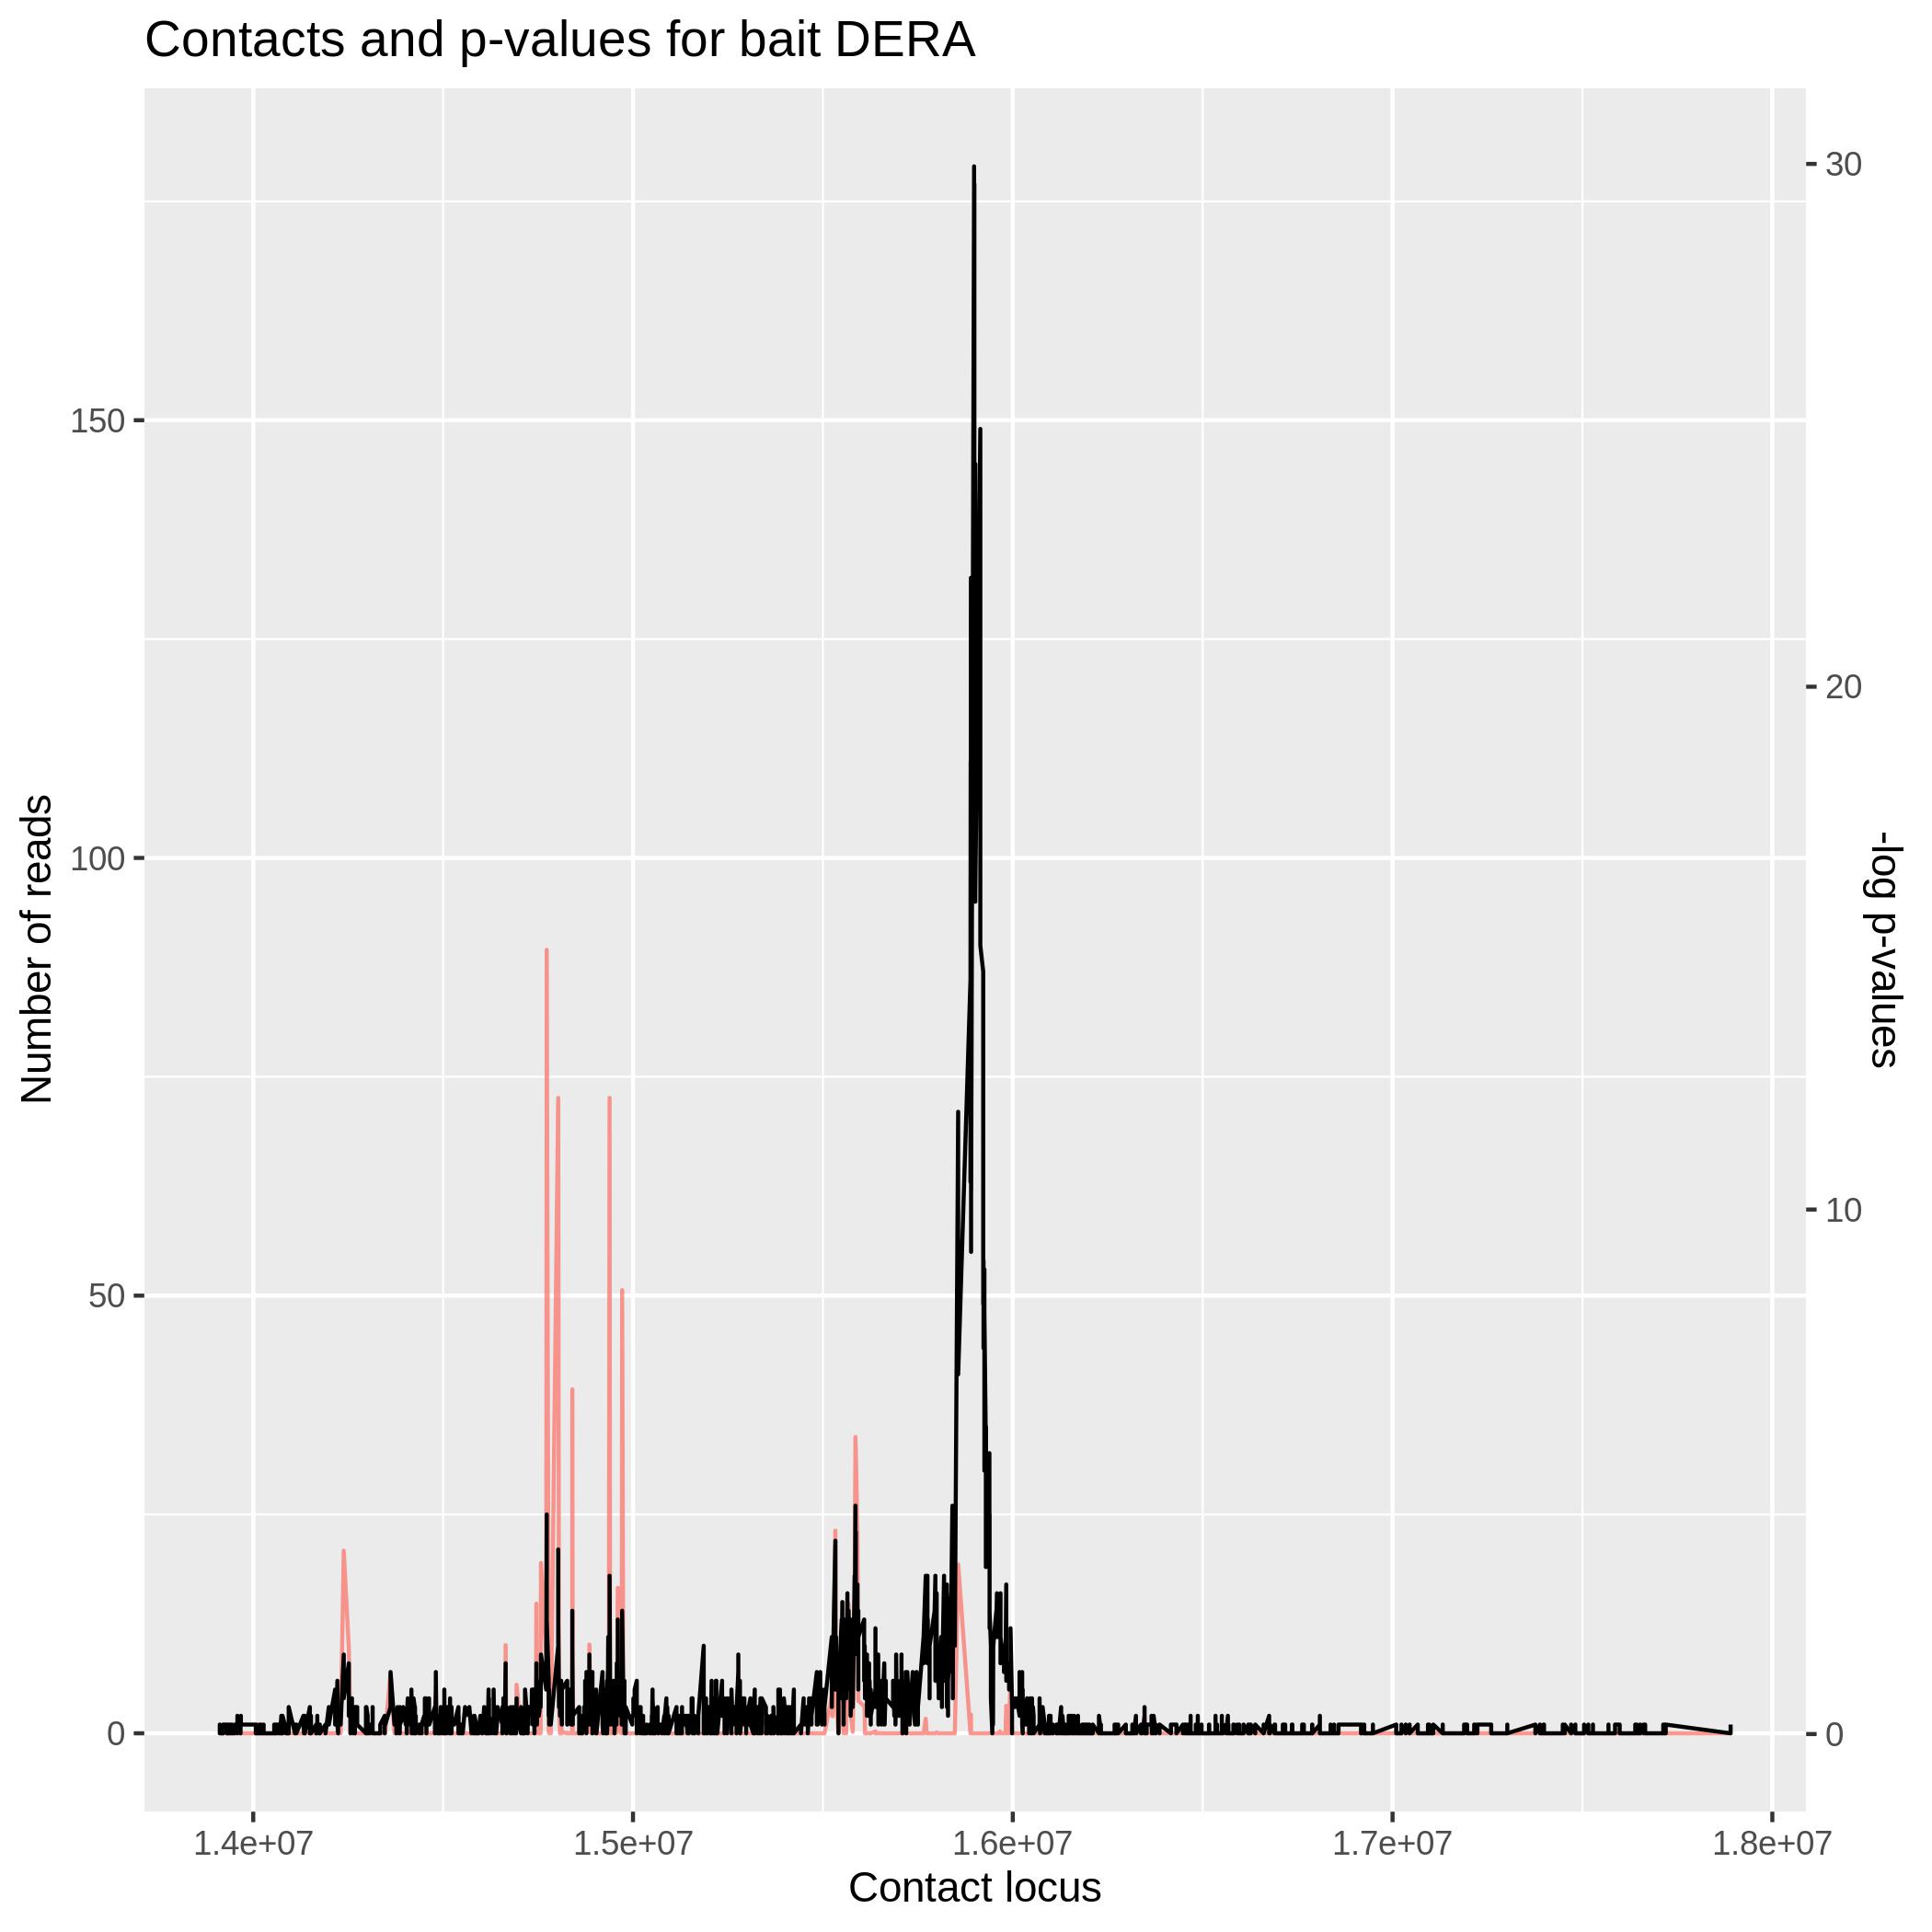 Contacts and p-values for bait DERA
Number of reads
150
100
50
0
30
20
10
0
-log p-values
1.4e+07
1.5e+07
1.6e+07
1.7e+07
1.8e+07
Contact locus